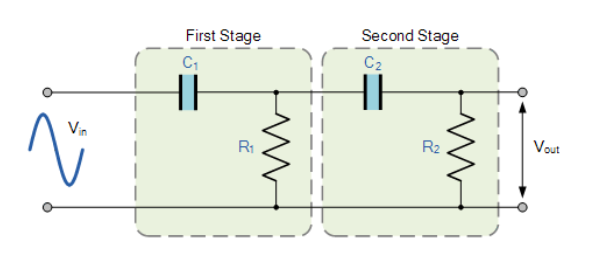 First Stage
Second Stage
C1
C2
Vin
R1
R2
Vout